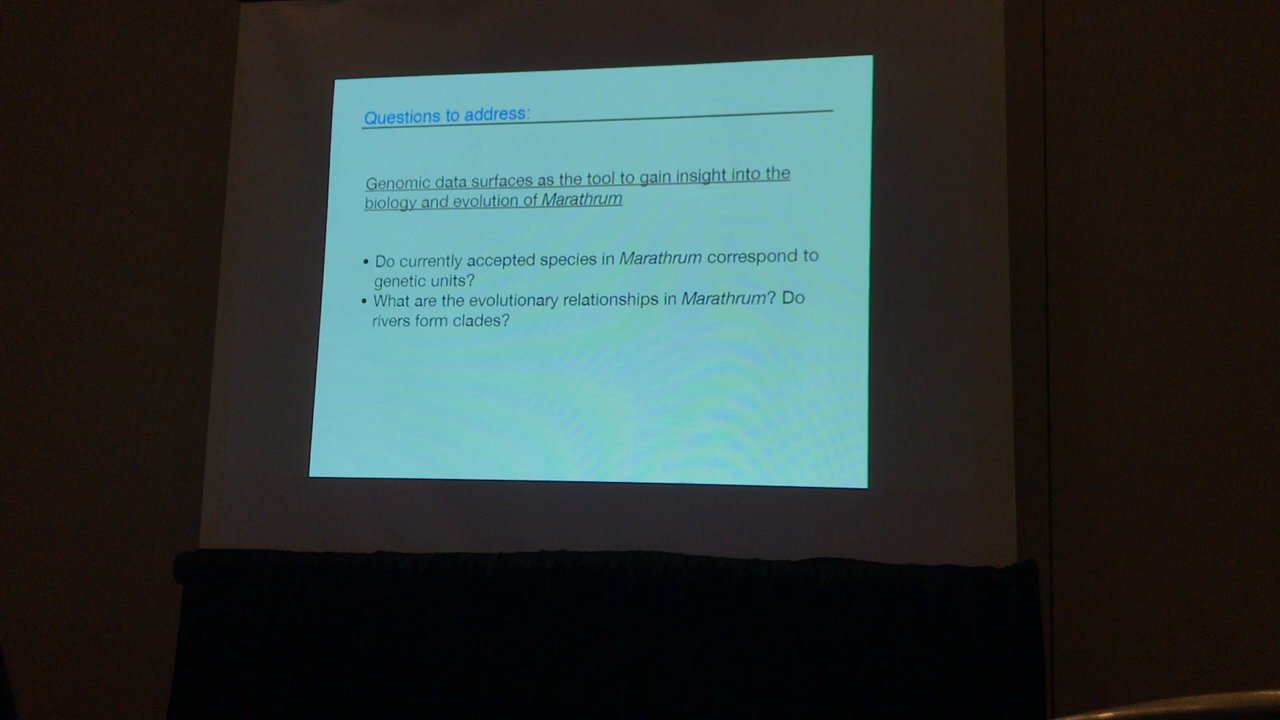 Questions to address:
Genomic data surfaces as the tool to gain insight into the
biology and evolution of Marathrum
• Do currently accepted species in Marathrum correspond to
genetic units?
• What are the evolutionary relationships in Marathrum? Do
rivers form clades?